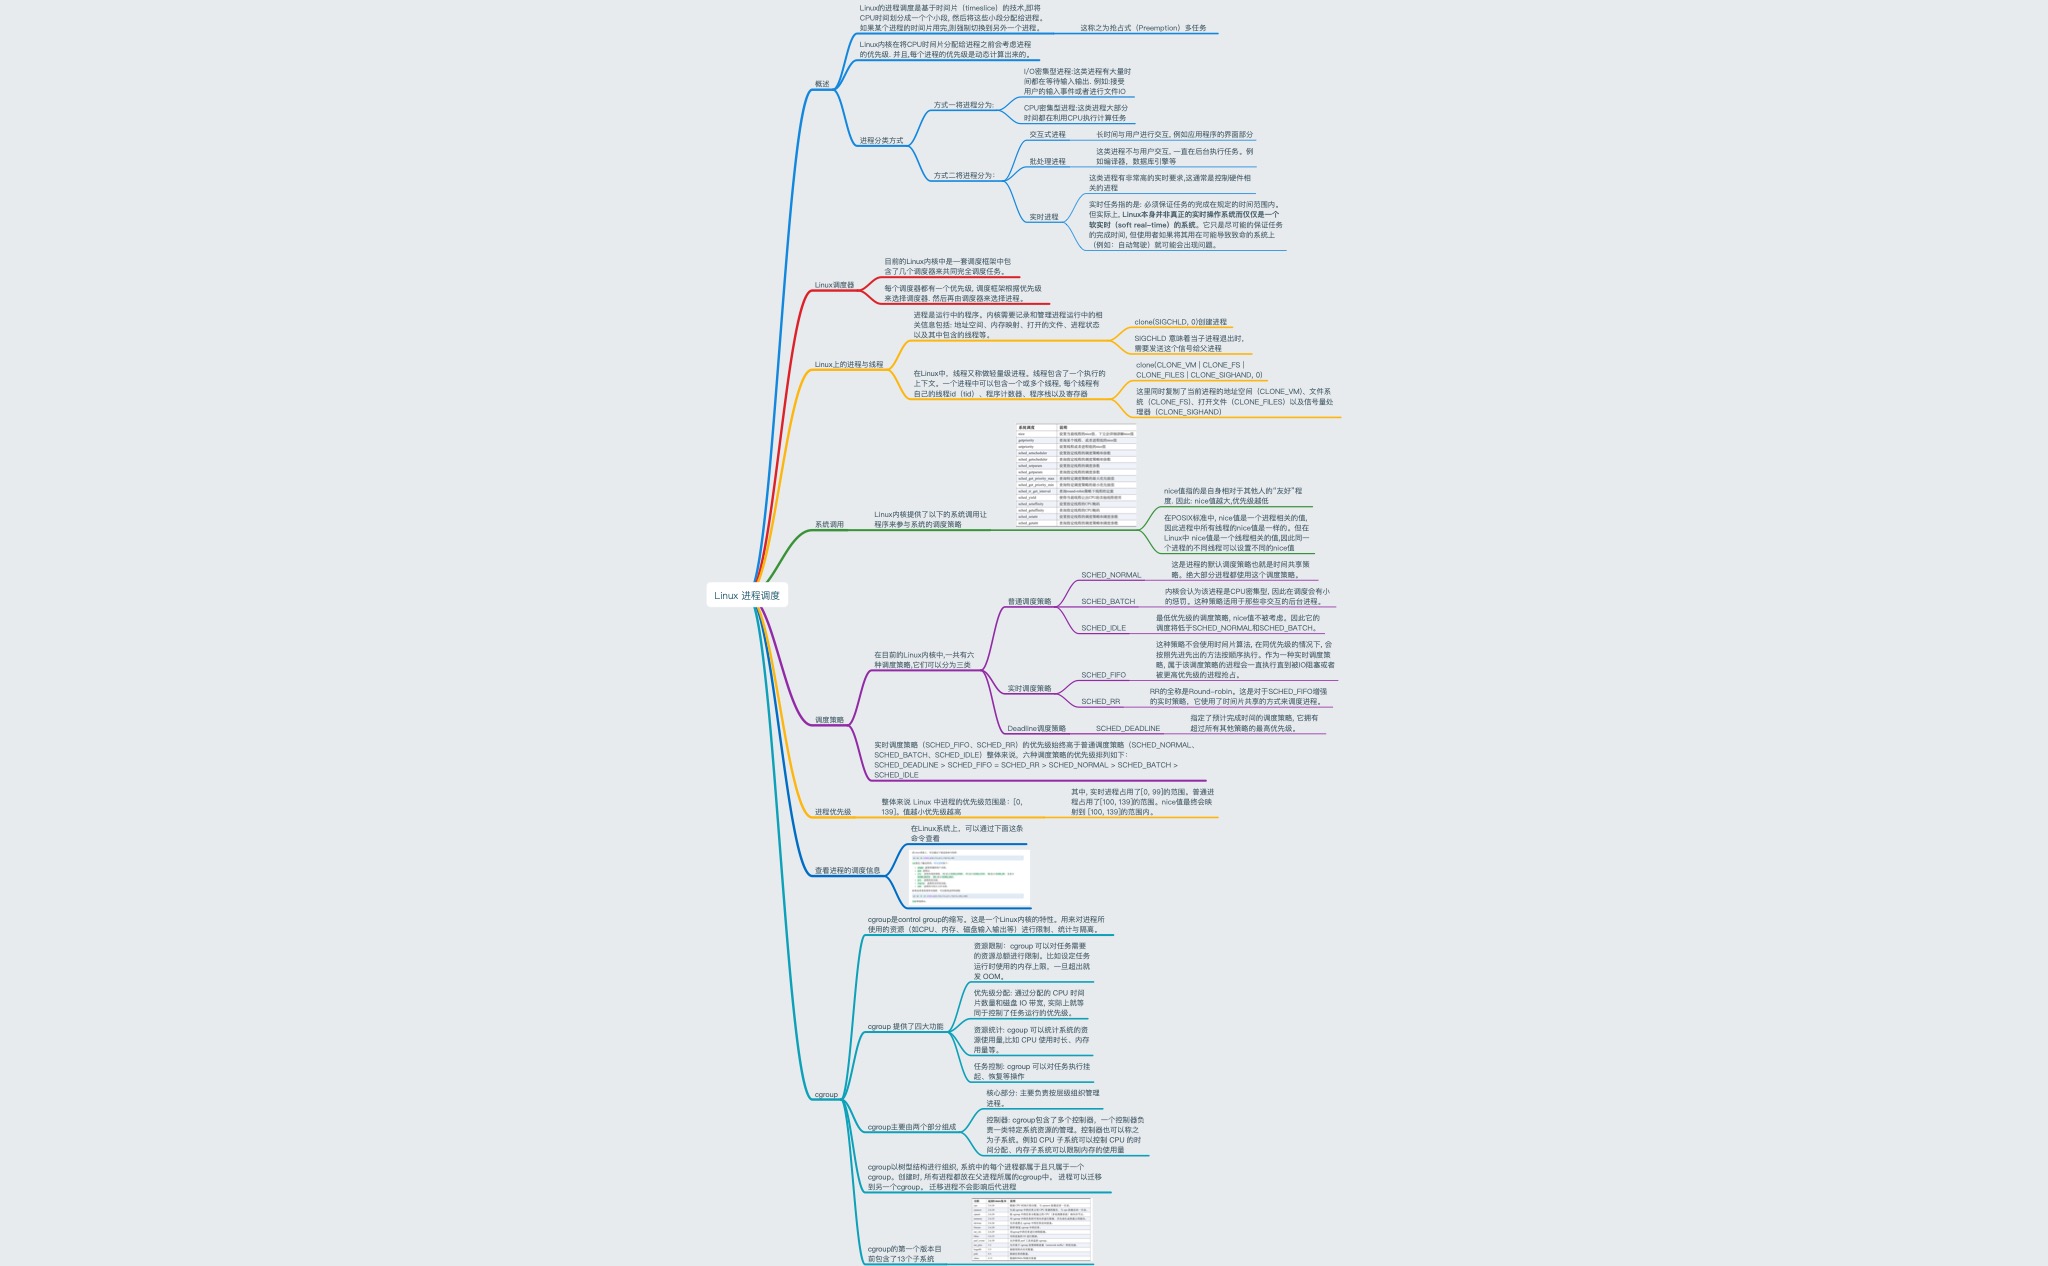 Linux 进程调度
概述
Linux的进程调度是基于时间片（timeslice）的技术,即将
CPU时间划分成一个个小段, 然后将这些小段分配给进程。
如果某个进程的时间片用完,则强制切换到另外一个进程。
这称之为抢占式（Preemption）多任务
Linux内核在将CPU时间片分配给进程之前会考虑进程
的优先级. 并且,每个进程的优先级是动态计算出来的。
进程分类方式
方式一将进程分为:
I/O密集型进程:这类进程有大量时
间都在等待输入输出. 例如:接受
用户的输入事件或者进行文件IO
CPU密集型进程:这类进程大部分
时间都在利用CPU执行计算任务
方式二将进程分为：
交互式进程
长时间与用户进行交互, 例如应用程序的界面部分
批处理进程
这类进程不与用户交互, 一直在后台执行任务。例
如编译器、数据库引擎等
实时进程
这类进程有非常高的实时要求,这通常是控制硬件相
关的进程
实时任务指的是: 必须保证任务的完成在规定的时间范围内。
但实际上, Linux本身并非真正的实时操作系统而仅仅是一个
软实时（soft real-time）的系统。它只是尽可能的保证任务
的完成时间, 但使用者如果将其用在可能导致致命的系统上
（例如：自动驾驶）就可能会出现问题。
Linux调度器
目前的Linux内核中是一套调度框架中包
含了几个调度器来共同完全调度任务。
每个调度器都有一个优先级, 调度框架根据优先级
来选择调度器. 然后再由调度器来选择进程。
Linux上的进程与线程
进程是运行中的程序。内核需要记录和管理进程运行中的相
关信息包括: 地址空间、内存映射、打开的文件、进程状态
以及其中包含的线程等。
clone(SIGCHLD, 0)创建进程
SIGCHLD 意味着当子进程退出时,
需要发送这个信号给父进程
在Linux中，线程又称做轻量级进程。线程包含了一个执行的
上下文。一个进程中可以包含一个或多个线程, 每个线程有
自己的线程id（tid）、程序计数器、程序栈以及寄存器
clone(CLONE_VM | CLONE_FS |
CLONE_FILES | CLONE_SIGHAND, 0)
这里同时复制了当前进程的地址空间（CLONE_VM)、文件系
统（CLONE_FS)、打开文件（CLONE_FILES）以及信号量处
理器（CLONE_SIGHAND)
系统调用
Linux内核提供了以下的系统调用让
程序来参与系统的调度策略
nice值指的是自身相对于其他人的“友好”程
度. 因此: nice值越大,优先级越低
在POSIX标准中, nice值是一个进程相关的值,
因此进程中所有线程的nice值是一样的。但在
Linux中 nice值是一个线程相关的值,因此同一
个进程的不同线程可以设置不同的nice值
调度策略
在目前的Linux内核中,一共有六
种调度策略,它们可以分为三类
普通调度策略
SCHED_NORMAL
这是进程的默认调度策略也就是时间共享策
略。绝大部分进程都使用这个调度策略。
SCHED_BATCH
内核会认为该进程是CPU密集型, 因此在调度会有小
的惩罚。这种策略适用于那些非交互的后台进程。
SCHED_IDLE
最低优先级的调度策略, nice值不被考虑。因此它的
调度将低于SCHED_NORMAL和SCHED_BATCH。
实时调度策略
SCHED_FIFO
这种策略不会使用时间片算法, 在同优先级的情况下, 会
按照先进先出的方法按顺序执行。作为一种实时调度策
略, 属于该调度策略的进程会一直执行直到被IO阻塞或者
被更高优先级的进程抢占。
SCHED_RR
RR的全称是Round-robin。这是对于SCHED_FIFO增强
的实时策略，它使用了时间片共享的方式来调度进程。
Deadline调度策略
SCHED_DEADLINE
指定了预计完成时间的调度策略, 它拥有
超过所有其他策略的最高优先级。
实时调度策略（SCHED_FIFO、SCHED_RR）的优先级始终高于普通调度策略（SCHED_NORMAL、
SCHED_BATCH、SCHED_IDLE）整体来说，六种调度策略的优先级排列如下：
SCHED_DEADLINE > SCHED_FIFO = SCHED_RR > SCHED_NORMAL > SCHED_BATCH >
SCHED_IDLE
进程优先级
整体来说 Linux 中进程的优先级范围是：[0,
139]。值越小优先级越高
其中, 实时进程占用了[0, 99]的范围。普通进
程占用了[100, 139]的范围。nice值最终会映
射到 [100, 139]的范围内。
查看进程的调度信息
在Linux系统上，可以通过下面这条
命令查看
cgroup
cgroup是control group的缩写。这是一个Linux内核的特性。用来对进程所
使用的资源（如CPU、内存、磁盘输入输出等）进行限制、统计与隔离。
cgroup 提供了四大功能
资源限制：cgroup 可以对任务需要
的资源总额进行限制。比如设定任务
运行时使用的内存上限，一旦超出就
发 OOM。
优先级分配: 通过分配的 CPU 时间
片数量和磁盘 IO 带宽, 实际上就等
同于控制了任务运行的优先级。
资源统计: cgoup 可以统计系统的资
源使用量,比如 CPU 使用时长、内存
用量等。
任务控制: cgroup 可以对任务执行挂
起、恢复等操作
cgroup主要由两个部分组成
核心部分: 主要负责按层级组织管理
进程。
控制器: cgroup包含了多个控制器，一个控制器负
责一类特定系统资源的管理。控制器也可以称之
为子系统。例如 CPU 子系统可以控制 CPU 的时
间分配、内存子系统可以限制内存的使用量
cgroup以树型结构进行组织, 系统中的每个进程都属于且只属于一个
cgroup。创建时, 所有进程都放在父进程所属的cgroup中。 进程可以迁移
到另一个cgroup。 迁移进程不会影响后代进程
cgroup的第一个版本目
前包含了13个子系统